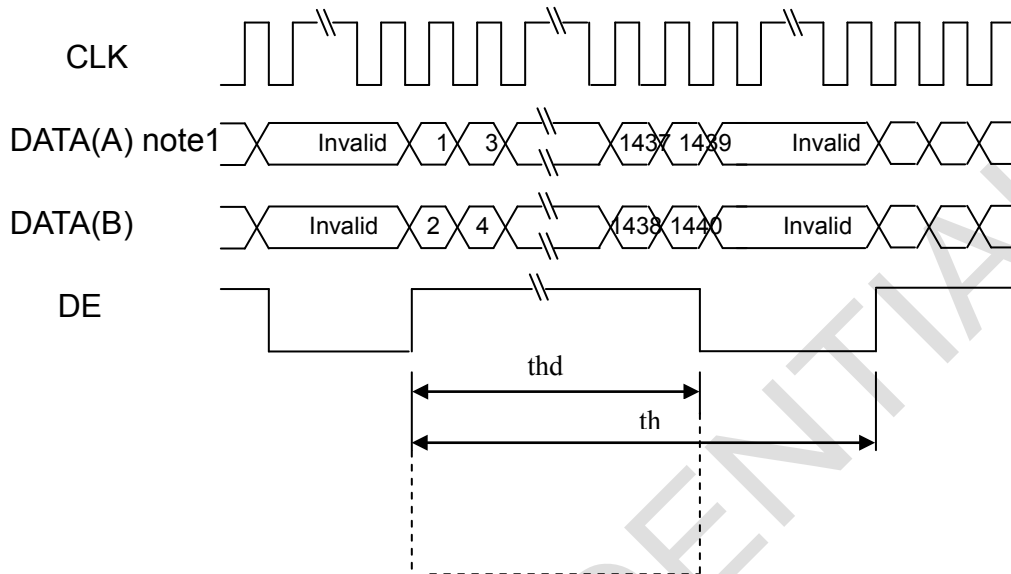 CLK
DATA(A) note1 Invalid 1 3 1437 1439 Invalid
DATA(B) Invalid 2 4 1438 1440 Invalid
DE
thd
th
DENTIAL